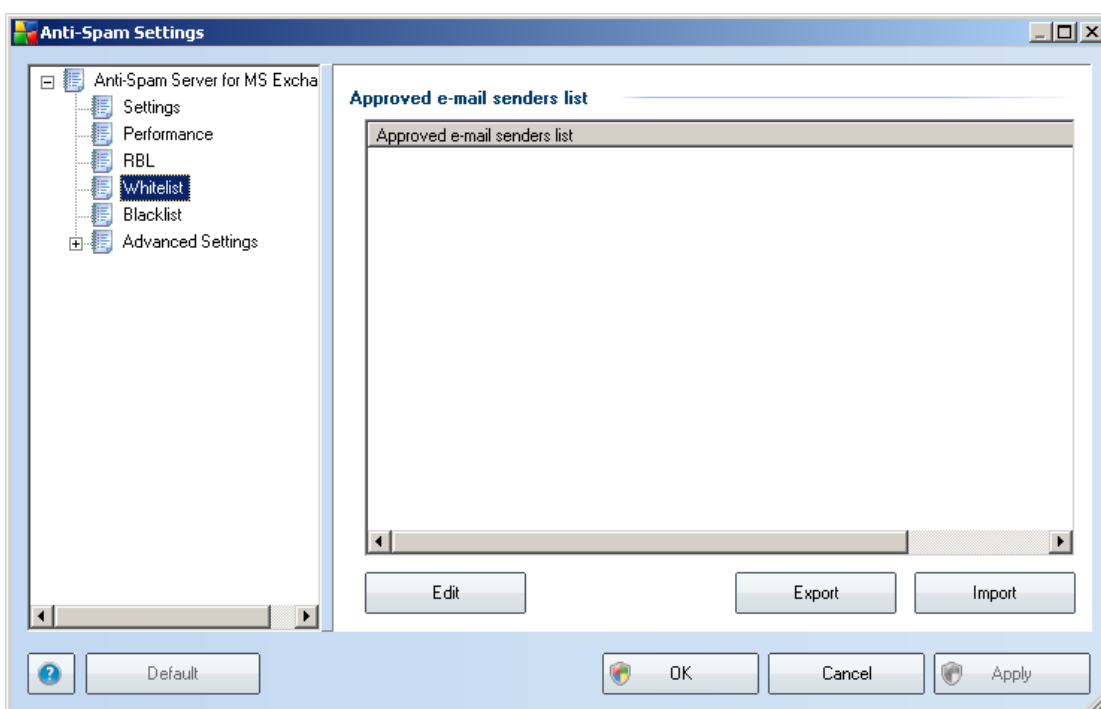 Anti-Spam Settings
Anti-Spam Server for MS Excha
Settings
Performance
RBL
Whitelist
Blacklist
Advanced Settings
Approved e-mail senders list
Approved e-mail senders list
Edit
Export
Import
?
Default
OK
Cancel
Apply